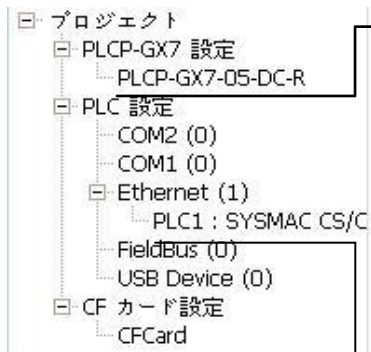 プロジェクト
PLCP-GX7 設定
PLCP-GX7-05-DC-R
PLC 設定
COM2 (0)
COM1 (0)
Ethernet (1)
PLC1 : SYSMAC CS/C
FieldBus (0)
USB Device (0)
CF カード設定
CFCard